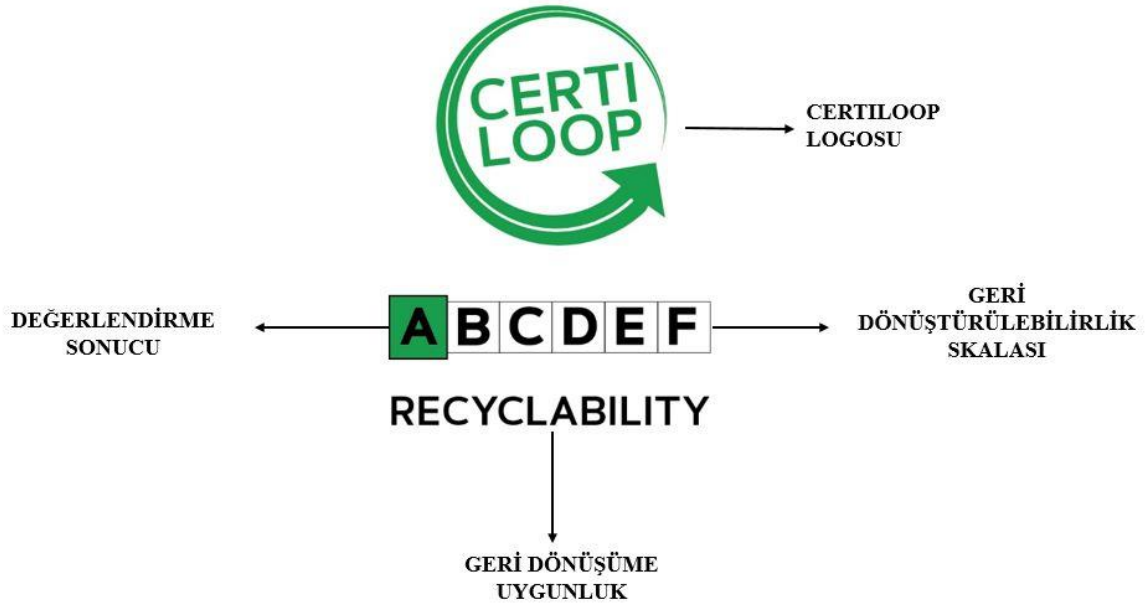 CERTI
LOOP
CERTILOOP
LOGOSU
DEĞERLENDİRME
SONUCU
A B C D E F
GERİ
DÖNÜŞTÜRÜLEBİLİRLİK
SKALASI
RECYCLABILITY
GERİ DÖNÜŞÜME
UYGUNLUK